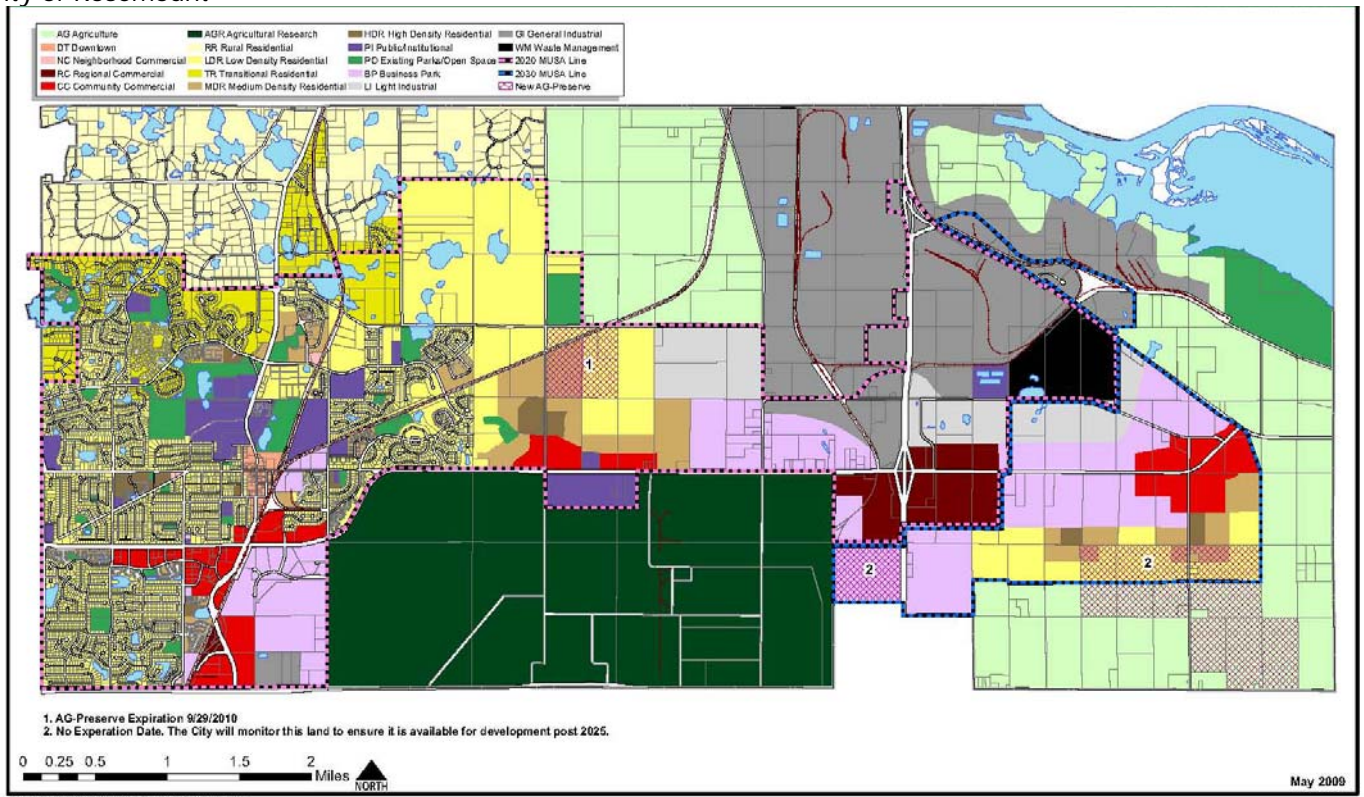 ity of Rosemount
AG Agriculture
DT Downtown
NC Neighborhood Commercial
RC Regional Commercial
CC Community Commercial
AGR Agricultural Research
RR Rural Residential
LDR Low Density Residential
TR Transitional Residential
MDR Medium Density Residential
HDR High Density Residential
PI Public/Institutional
PO Existing Parks/Open Space
BP Business Park
LI Light Industrial
GI General Industrial
WM Waste Management
2020 MUSA Line
2030 MUSA Line
New AG-Preserve
1
2
2
1. AG-Preserve Expiration 9/29/2010
2. No Experation Date. The City will monitor this land to ensure it is available for development post 2025.
0 0.25 0.5 1 1.5 2
Miles
NORTH
May 2009